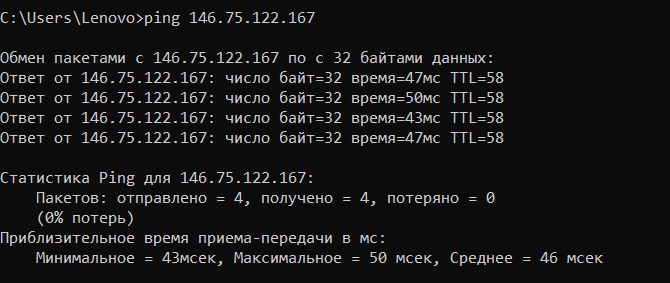 C:\Users\Lenovo>ping 146.75.122.167
Обмен пакетами с 146.75.122.167 по с 32 байтами данных:
Ответ от 146.75.122.167: число байт=32 время=47мс TTL=58
Ответ от 146.75.122.167: число байт=32 время=50мс TTL=58
Ответ от 146.75.122.167: число байт=32 время=43мс TTL=58
Ответ от 146.75.122.167: число байт=32 время=47мс TTL=58
Статистика Ping для 146.75.122.167:
Пакетов: отправлено = 4, получено = 4, потеряно = 0
(0% потерь)
Приблизительное время приема-передачи в мс:
Минимальное = 43мсек, Максимальное = 50 мсек, Среднее = 46 мсек